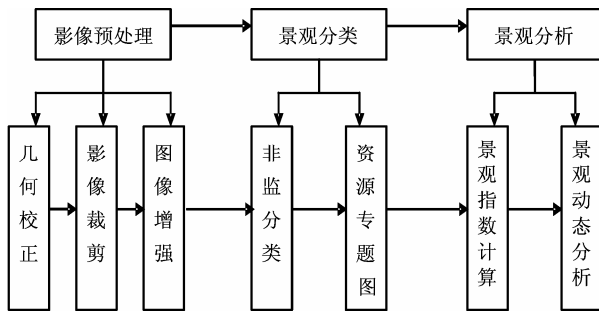 影像预处理
景观分类
景观分析
几何校正
影像裁剪
图像增强
非监分类
资源专题图
景观指数计算
景观动态分析